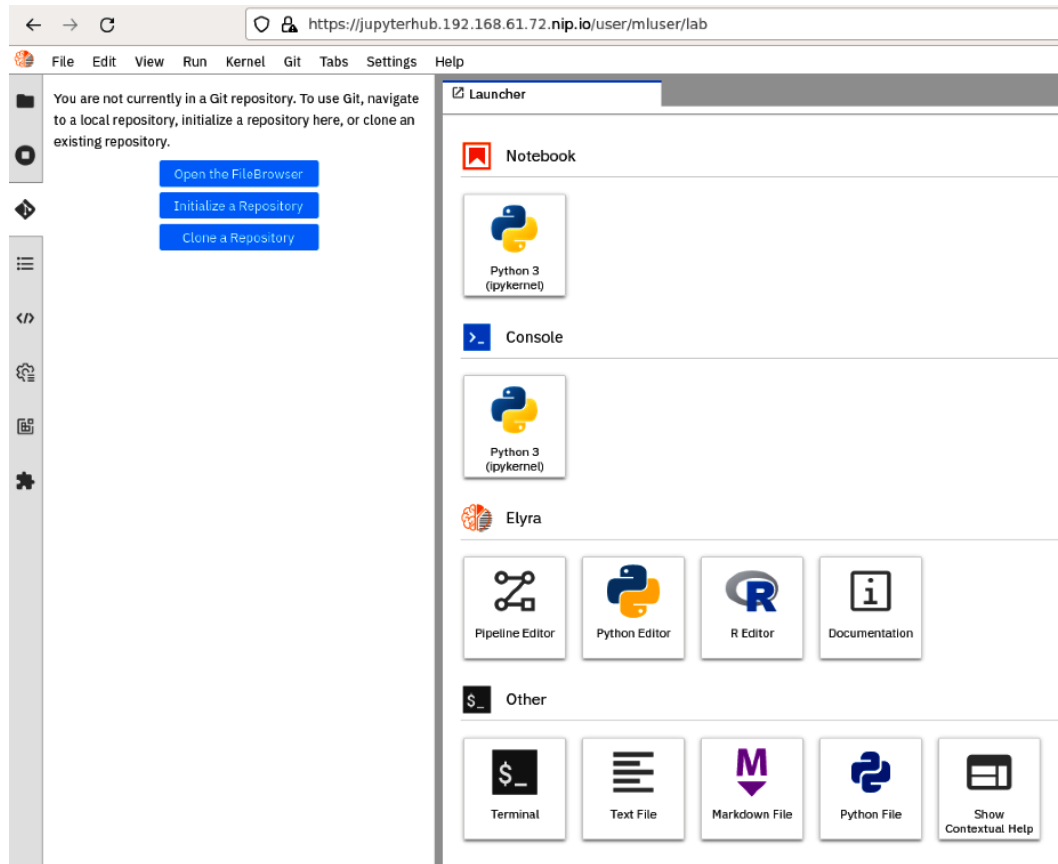 https://jupyterhub.192.168.61.72.nip.io/user/mluser/lab
File Edit View Run Kernel Git Tabs Settings Help
You are not currently in a Git repository. To use Git, navigate
to a local repository, initialize a repository here, or clone an
existing repository.
Open the FileBrowser
Initialize a Repository
Clone a Repository
Launcher
Notebook
Python 3
(ipykernel)
Console
Python 3
(ipykernel)
Elyra
Pipeline Editor
Python Editor
R Editor
Documentation
$_ Other
$_
Terminal
Text File
M
Markdown File
Python File
Show
Contextual Help